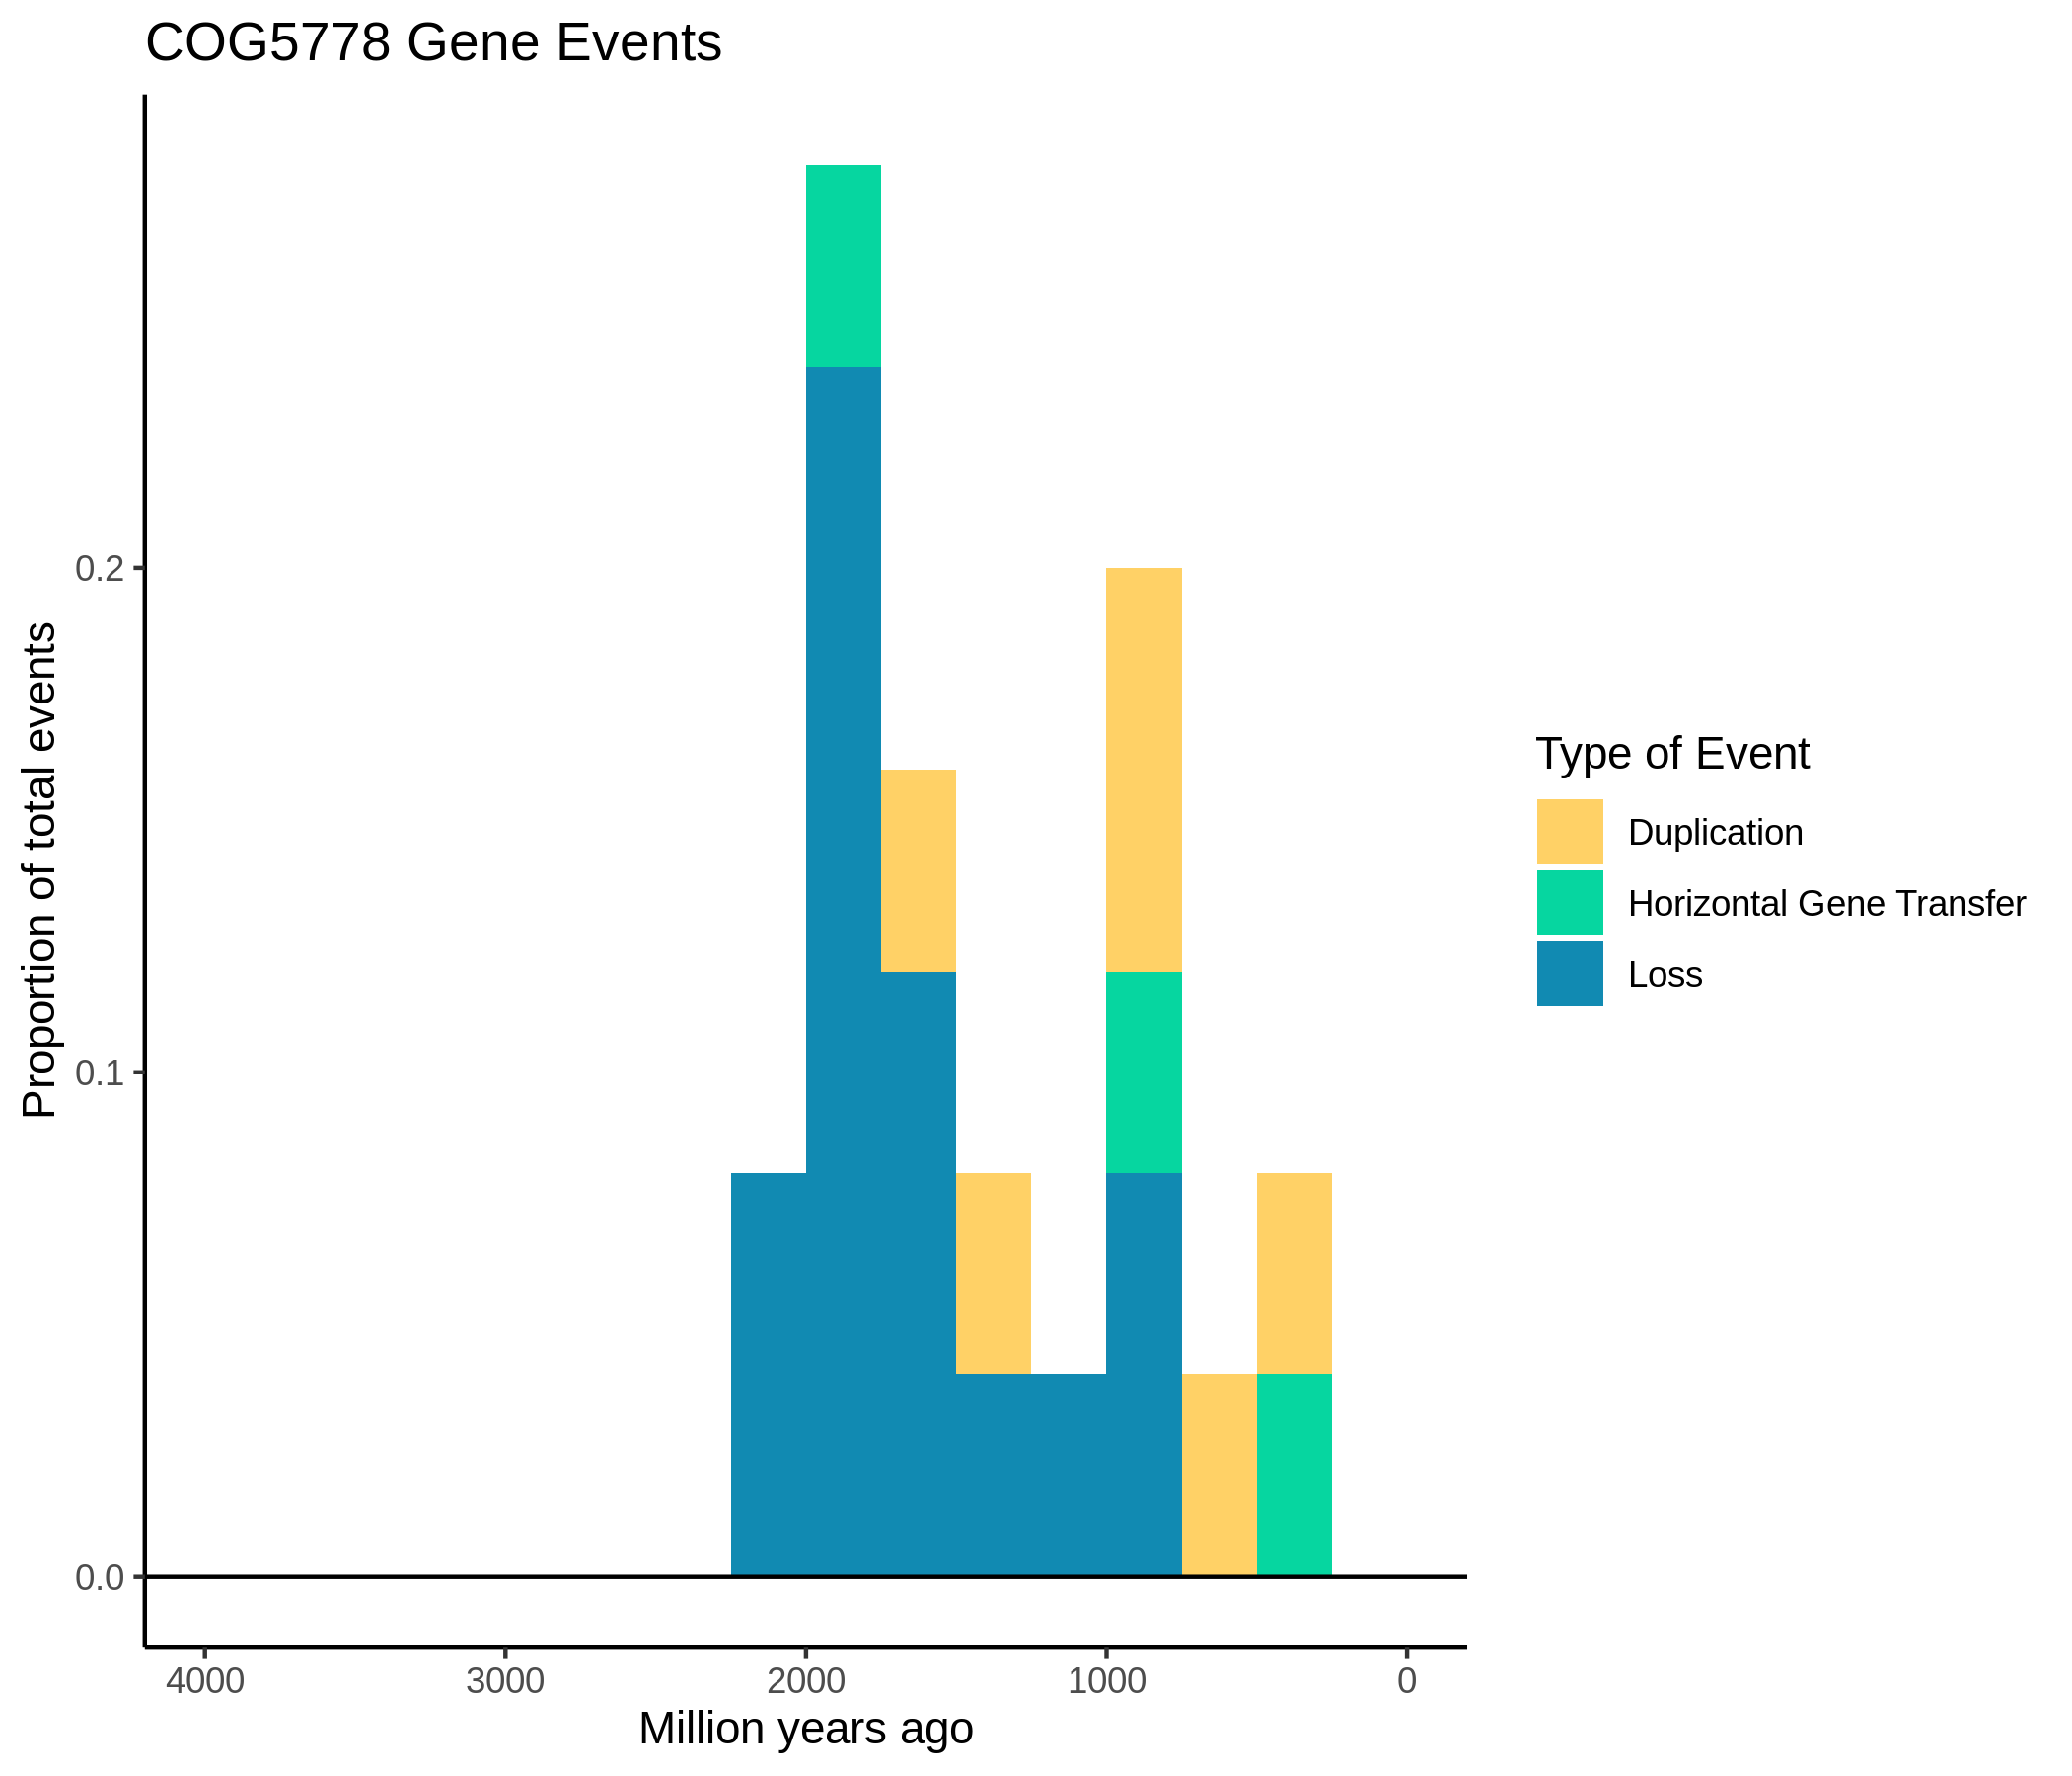 COG5778 Gene Events
Proportion of total events
0.2
0.1
0.0
4000 3000 2000 1000 0
Million years ago
Type of Event
Duplication
Horizontal Gene Transfer
Loss